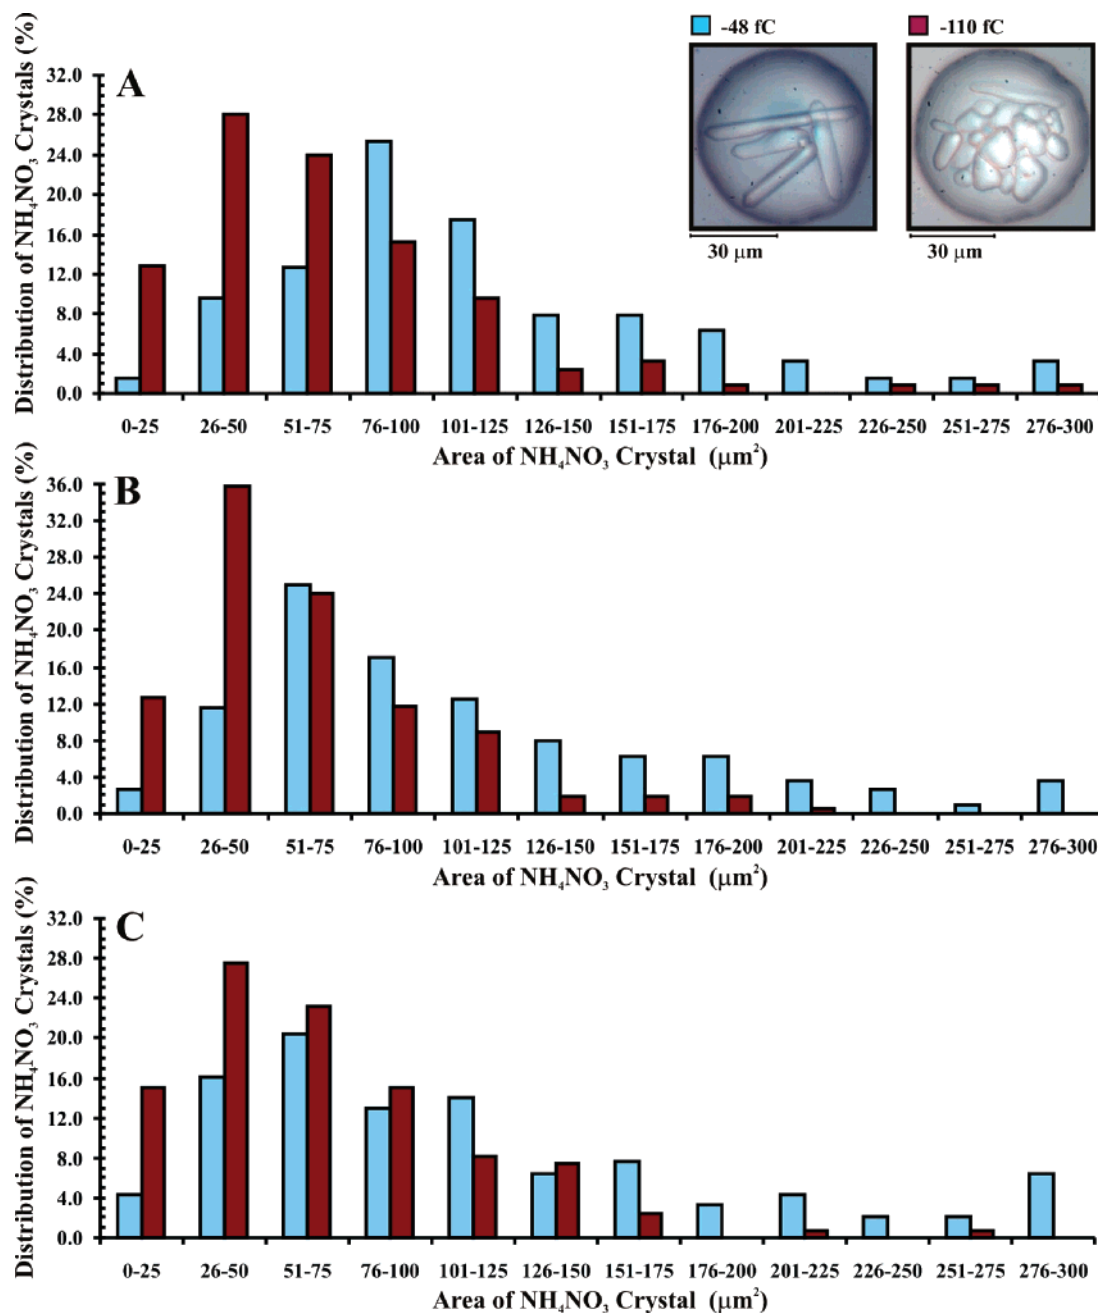 -48 fC -110 fC
A
Distribution of NH₄NO₃ Crystals (%)
32.0
28.0
24.0
20.0
16.0
12.0
8.0
4.0
0.0
30 μm 30 μm
0-25 26-50 51-75 76-100 101-125 126-150 151-175 176-200 201-225 226-250 251-275 276-300
Area of NH₄NO₃ Crystal (μm²)
B
Distribution of NH₄NO₃ Crystals (%)
36.0
32.0
28.0
24.0
20.0
16.0
12.0
8.0
4.0
0.0
0-25 26-50 51-75 76-100 101-125 126-150 151-175 176-200 201-225 226-250 251-275 276-300
Area of NH₄NO₃ Crystal (μm²)
C
Distribution of NH₄NO₃ Crystals (%)
32.0
28.0
24.0
20.0
16.0
12.0
8.0
4.0
0.0
0-25 26-50 51-75 76-100 101-125 126-150 151-175 176-200 201-225 226-250 251-275 276-300
Area of NH₄NO₃ Crystal (μm²)